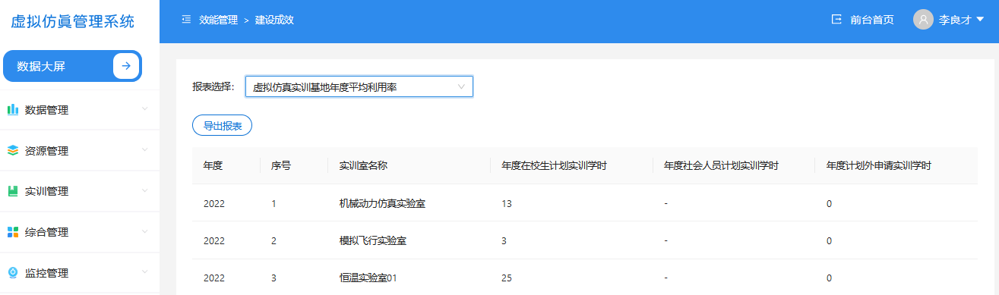 虚拟仿真管理系统
效能管理 > 建设成效
前台首页
李良才
数据大屏
数据管理
资源管理
实训管理
综合管理
监控管理
报表选择： 虚拟仿真实训基地年度平均利用率
导出报表
年度 序号 实训室名称 年度在校生计划实训学时 年度社会人员计划实训学时 年度计划外申请实训学时
2022 1 机械动力仿真实验室 13 - 0
2022 2 模拟飞行实验室 3 - 0
2022 3 恒温实验室01 25 - 0